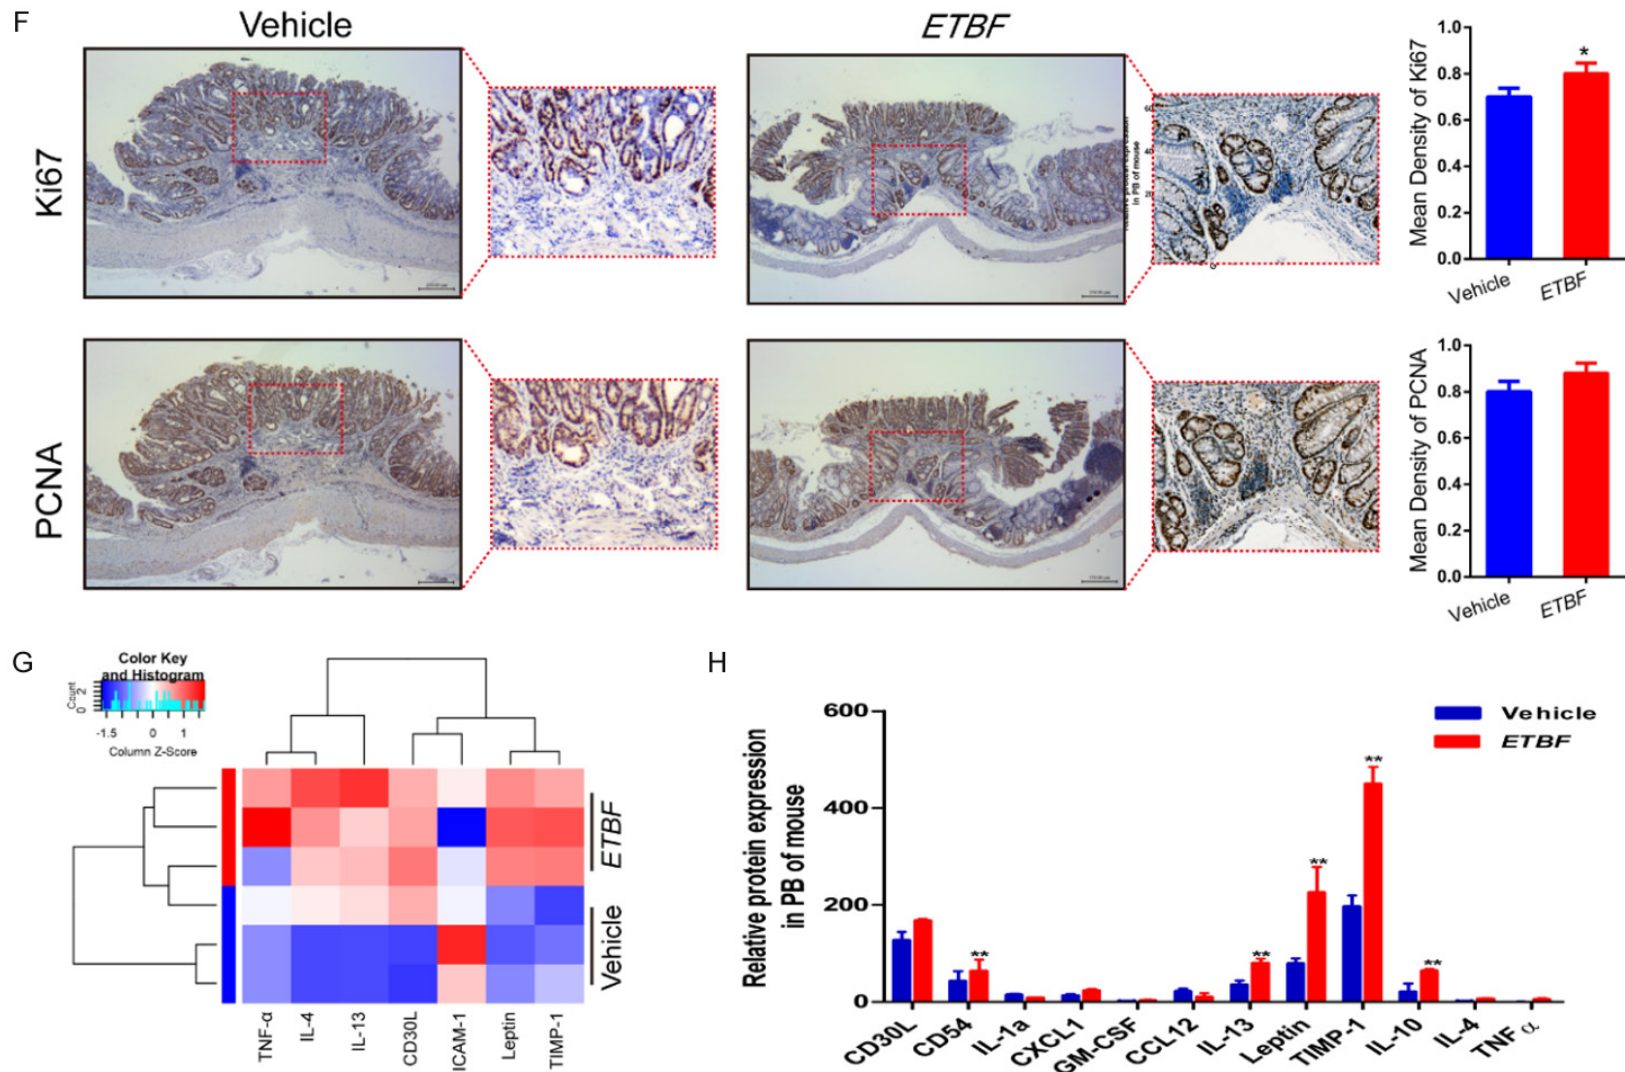 F
Vehicle
ETBF
Ki67
in PB of mouse
Mean Density of Ki67
1.0
0.8
0.6
0.4
0.2
0.0
*
Vehicle
ETBF
PCNA
Mean Density of PCNA
1.0
0.8
0.6
0.4
0.2
0.0
Vehicle
ETBF
G
Color Key
and Histogram
Count
0 2
-1.5 0 1
Column Z-Score
ETBF
Vehicle
TNF-α
IL-4
IL-13
CD30L
ICAM-1
Leptin
TIMP-1
H
Relative protein expression
in PB of mouse
600
400
200
0
Vehicle
ETBF
**
**
**
**
**
CD30L
CD54
IL-1a
CXCL1
GM-CSF
CCL12
IL-13
Leptin
TIMP-1
IL-10
IL-4
TNF α